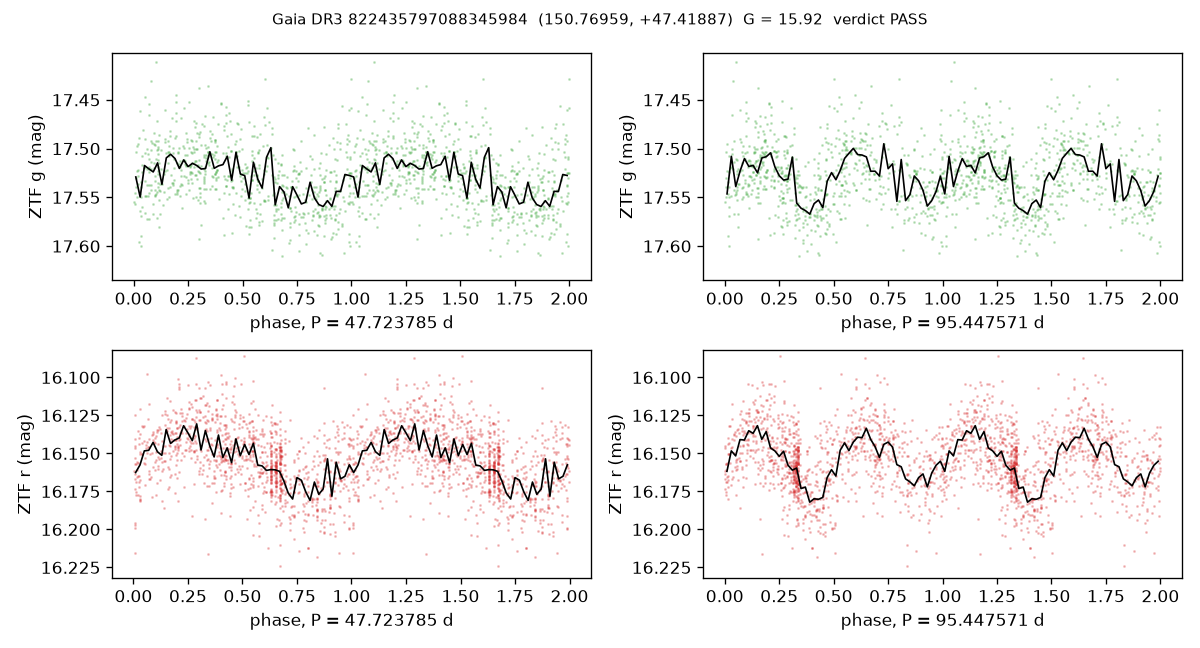 Gaia DR3 822435797088345984 (150.76959, +47.41887) G = 15.92 verdict PASS
ZTF g (mag)
17.45
17.50
17.55
17.60
0.00 0.25 0.50 0.75 1.00 1.25 1.50 1.75 2.00
phase, P = 47.723785 d
ZTF g (mag)
17.45
17.50
17.55
17.60
0.00 0.25 0.50 0.75 1.00 1.25 1.50 1.75 2.00
phase, P = 95.447571 d
ZTF r (mag)
16.100
16.125
16.150
16.175
16.200
16.225
0.00 0.25 0.50 0.75 1.00 1.25 1.50 1.75 2.00
phase, P = 47.723785 d
ZTF r (mag)
16.100
16.125
16.150
16.175
16.200
16.225
0.00 0.25 0.50 0.75 1.00 1.25 1.50 1.75 2.00
phase, P = 95.447571 d